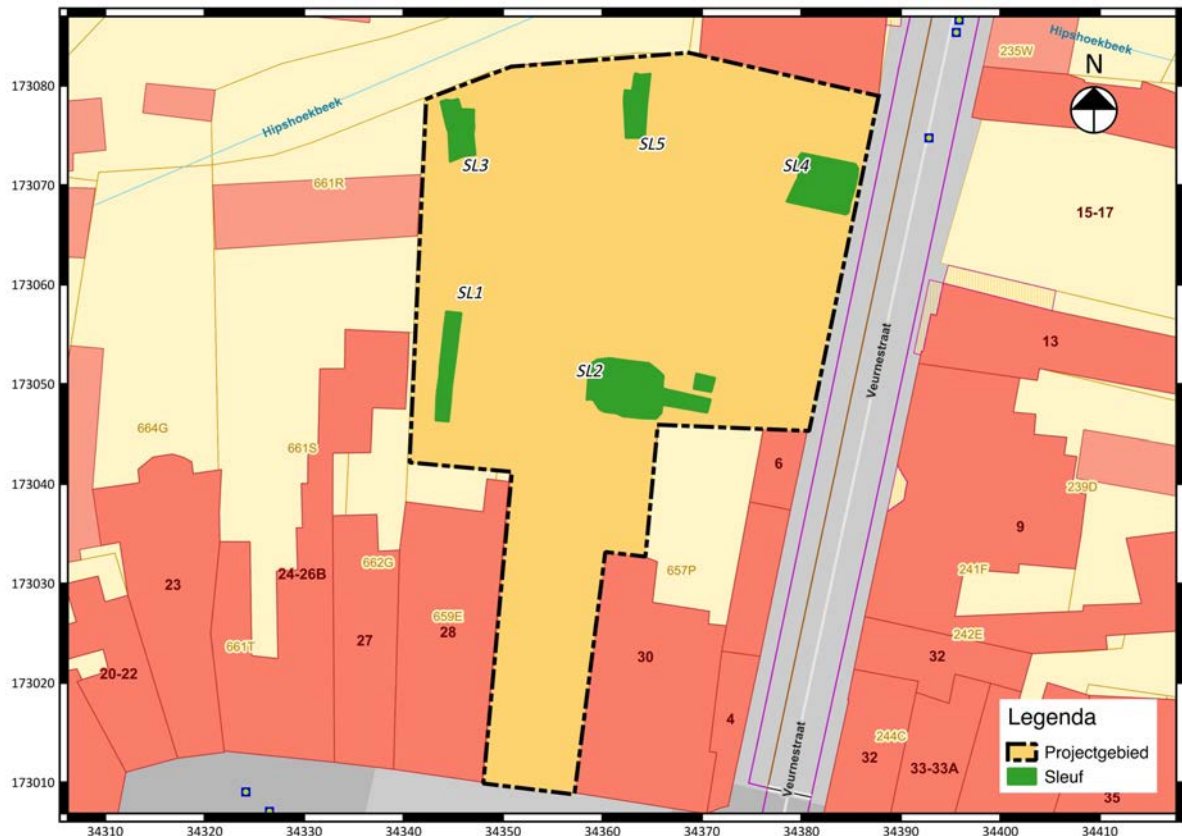 Hipshoekbeek
235W
N
173080
Hipshoekbeek
SL5
SL3
SL4
173070
661R
15-17
173060
SL1
13
Veurnestraat
173050
SL2
664G
661S
6
239D
173040
9
173030
23
24-26B
662G
657P
241F
659E
242E
661T
27
28
30
32
20-22
173020
4
Legenda
Projectgebied
Sleuf
244C
32
33-33A
35
Veurnestraat
173010
34310
34320
34330
34340
34350
34360
34370
34380
34390
34400
34410